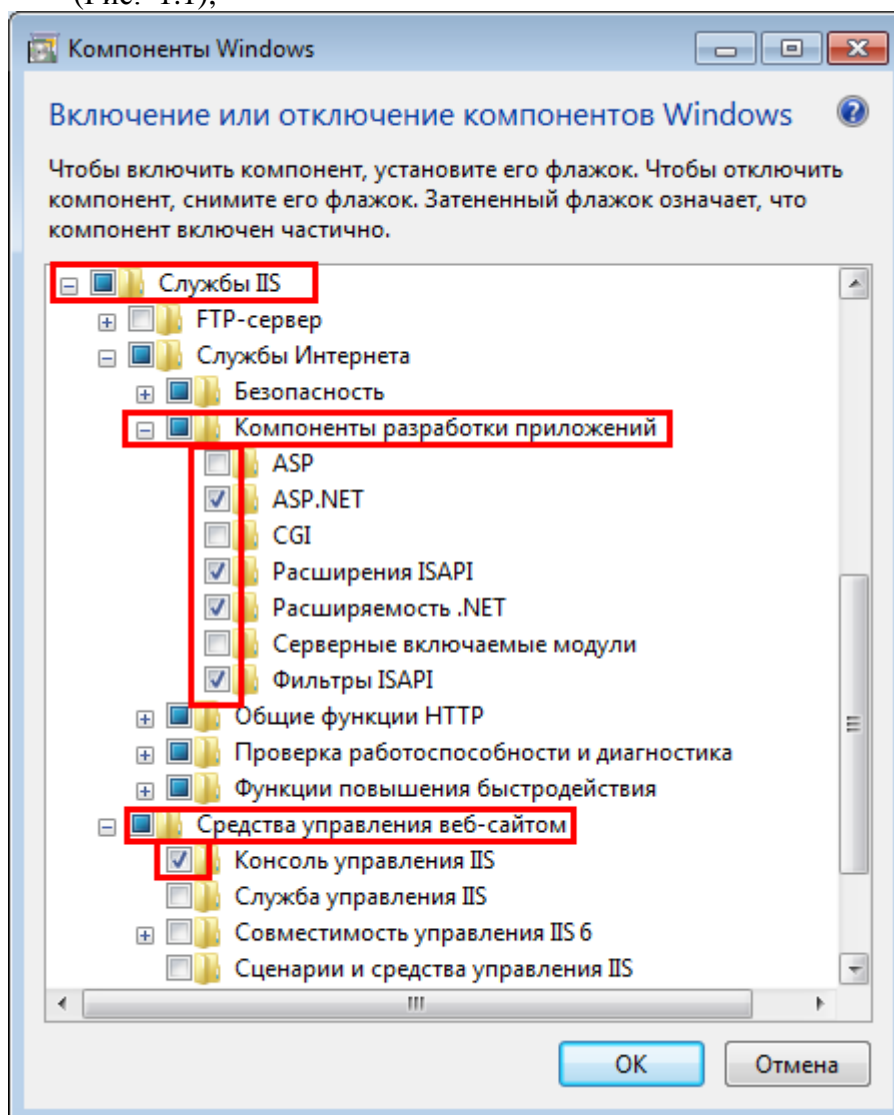 (Рис. 1.1),
Компоненты Windows
Включение или отключение компонентов Windows
Чтобы включить компонент, установите его флажок. Чтобы отключить
компонент, снимите его флажок. Затененный флажок означает, что
компонент включен частично.
Службы IIS
FTP-сервер
Службы Интернета
Безопасность
Компоненты разработки приложений
ASP
ASP.NET
CGI
Расширения ISAPI
Расширяемость .NET
Серверные включаемые модули
Фильтры ISAPI
Общие функции HTTP
Проверка работоспособности и диагностика
Функции повышения быстродействия
Средства управления веб-сайтом
Консоль управления IIS
Служба управления IIS
Совместимость управления IIS 6
Сценарии и средства управления IIS
ОК
Отмена